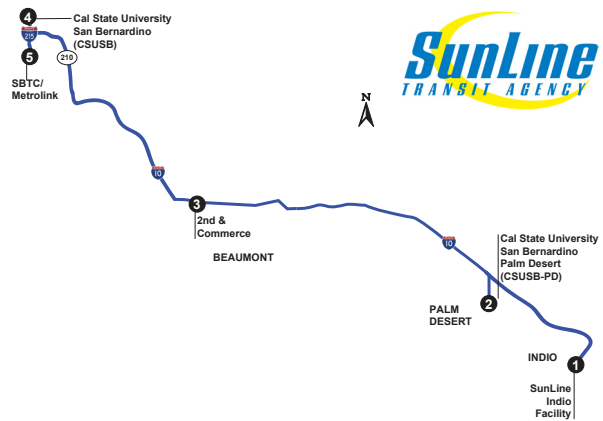 4
Cal State University
San Bernardino
(CSUSB)
215
5
210
SBTC/
Metrolink
SunLine
TRANSIT AGENCY
N
10
3
2nd &
Commerce
BEAUMONT
10
Cal State University
San Bernardino
Palm Desert
(CSUSB-PD)
2
PALM
DESERT
INDIO
1
SunLine
Indio
Facility